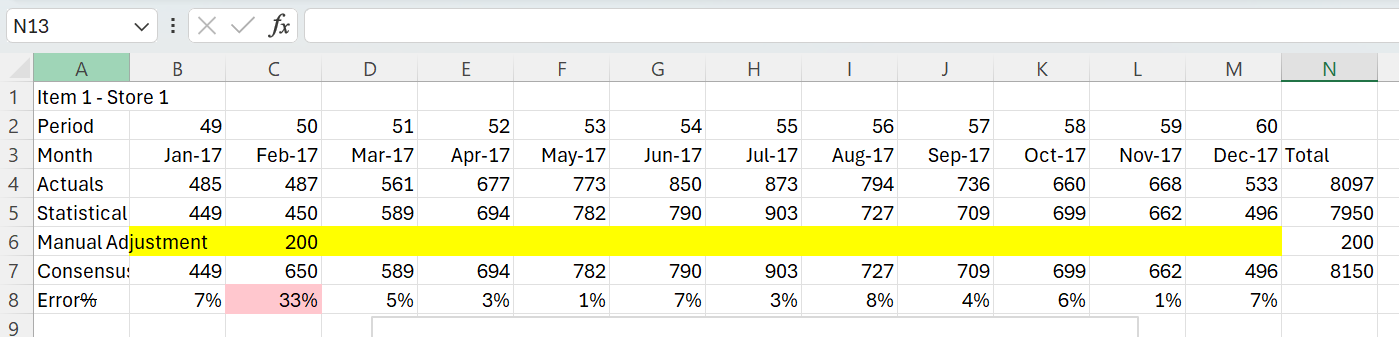 N13 fx
A B C D E F G H I J K L M N
1 Item 1 - Store 1
2 Period 49 50 51 52 53 54 55 56 57 58 59 60
3 Month Jan-17 Feb-17 Mar-17 Apr-17 May-17 Jun-17 Jul-17 Aug-17 Sep-17 Oct-17 Nov-17 Dec-17 Total
4 Actuals 485 487 561 677 773 850 873 794 736 660 668 533 8097
5 Statistical 449 450 589 694 782 790 903 727 709 699 662 496 7950
6 Manual Adjustment 200 200
7 Consensus 449 650 589 694 782 790 903 727 709 699 662 496 8150
8 Error% 7% 33% 5% 3% 1% 7% 3% 8% 4% 6% 1% 7%
9